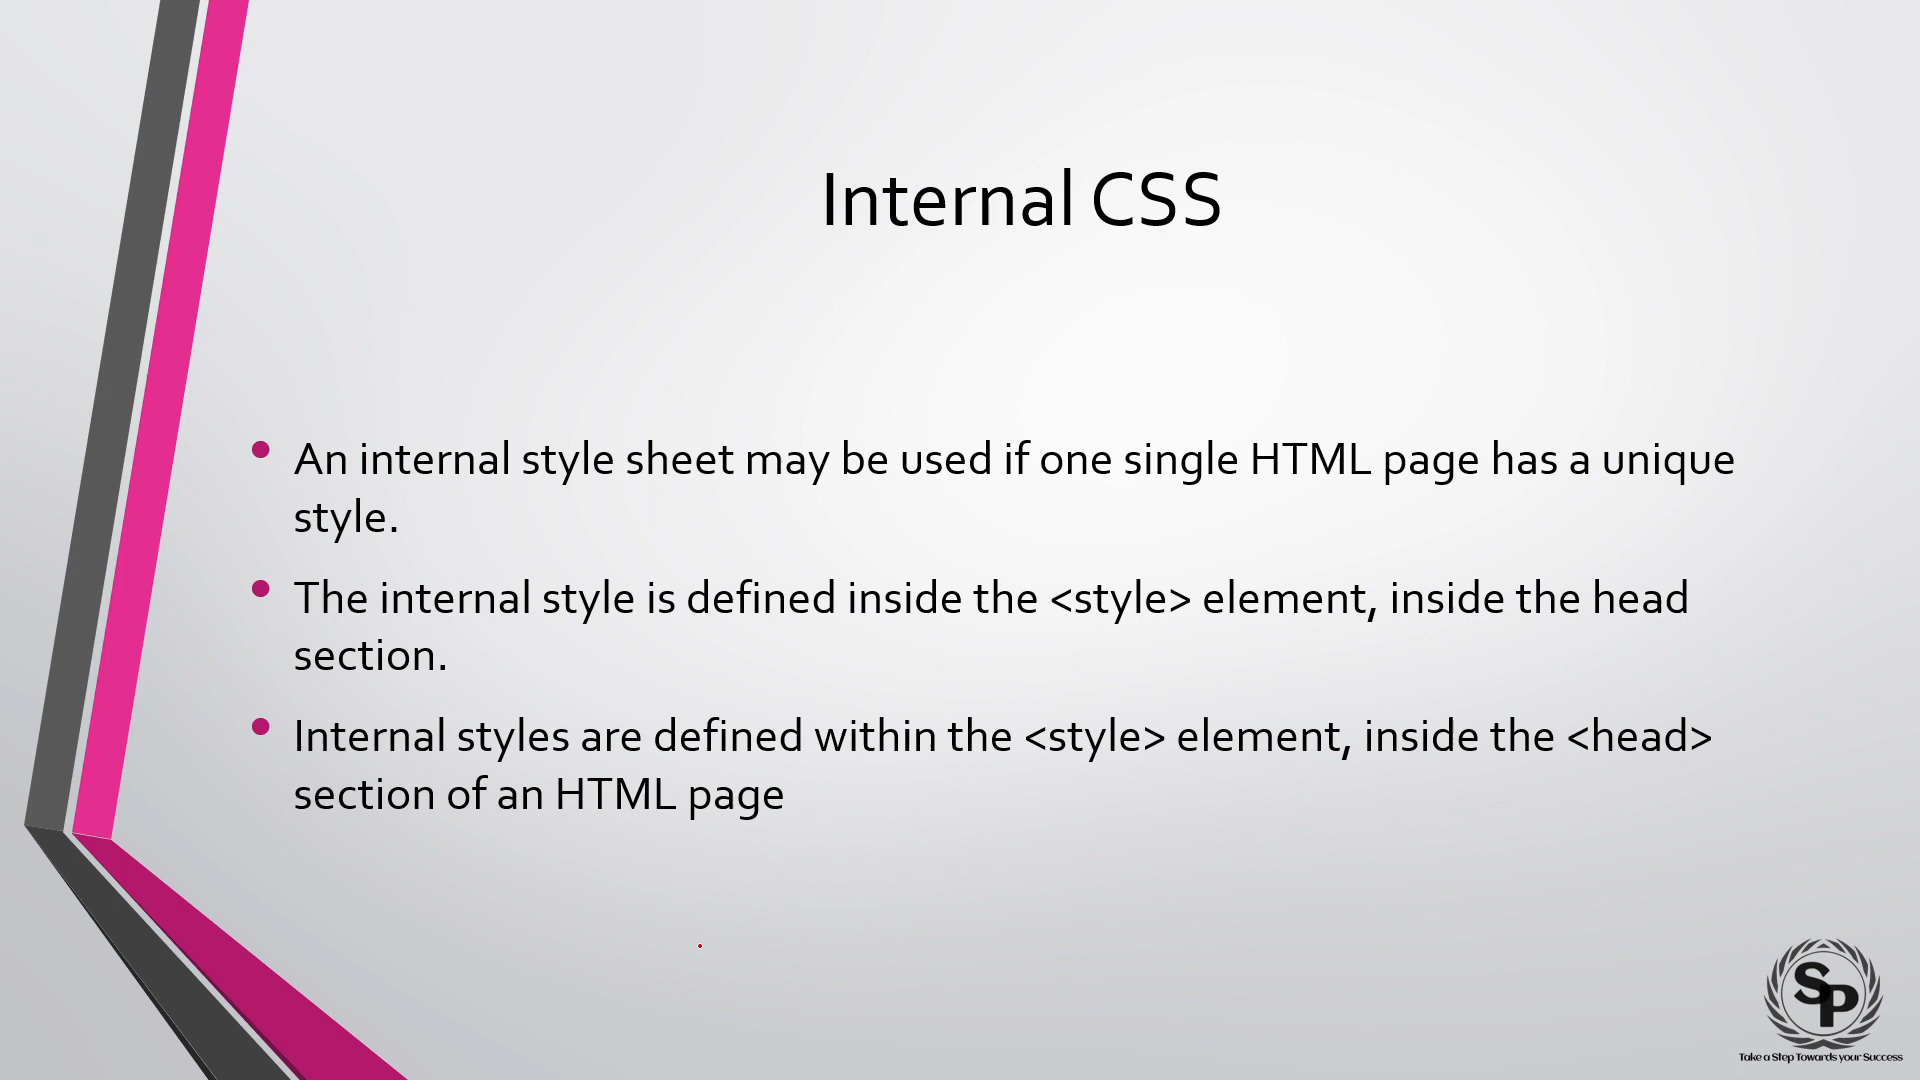 Internal CSS
• An internal style sheet may be used if one single HTML page has a unique
style.
• The internal style is defined inside the <style> element, inside the head
section.
• Internal styles are defined within the <style> element, inside the <head>
section of an HTML page
SP
Take a Step Towards your Success